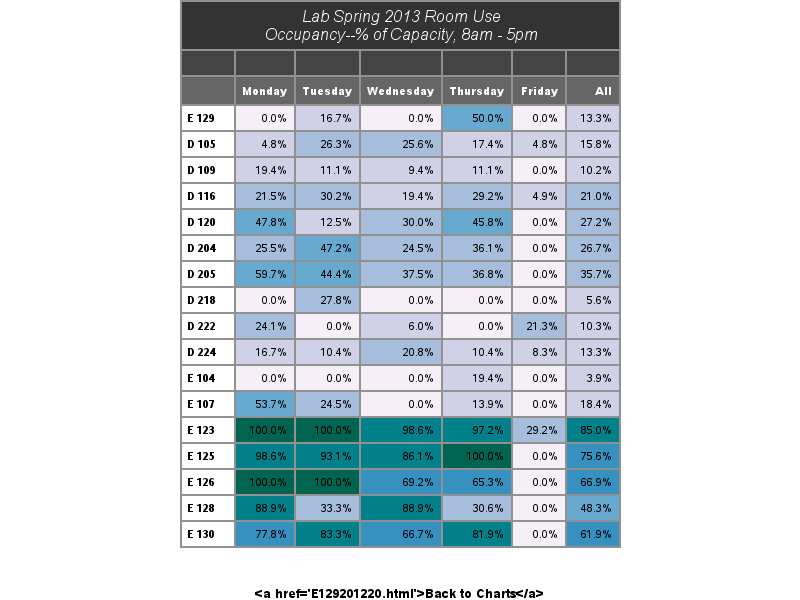 Lab Spring 2013 Room Use
Occupancy--% of Capacity, 8am - 5pm
Monday Tuesday Wednesday Thursday Friday All
E 129 0.0% 16.7% 0.0% 50.0% 0.0% 13.3%
D 105 4.8% 26.3% 25.6% 17.4% 4.8% 15.8%
D 109 19.4% 11.1% 9.4% 11.1% 0.0% 10.2%
D 116 21.5% 30.2% 19.4% 29.2% 4.9% 21.0%
D 120 47.8% 12.5% 30.0% 45.8% 0.0% 27.2%
D 204 25.5% 47.2% 24.5% 36.1% 0.0% 26.7%
D 205 59.7% 44.4% 37.5% 36.8% 0.0% 35.7%
D 218 0.0% 27.8% 0.0% 0.0% 0.0% 5.6%
D 222 24.1% 0.0% 6.0% 0.0% 21.3% 10.3%
D 224 16.7% 10.4% 20.8% 10.4% 8.3% 13.3%
E 104 0.0% 0.0% 0.0% 19.4% 0.0% 3.9%
E 107 53.7% 24.5% 0.0% 13.9% 0.0% 18.4%
E 123 100.0% 100.0% 98.6% 97.2% 29.2% 85.0%
E 125 98.6% 93.1% 86.1% 100.0% 0.0% 75.6%
E 126 100.0% 100.0% 69.2% 65.3% 0.0% 66.9%
E 128 88.9% 33.3% 88.9% 30.6% 0.0% 48.3%
E 130 77.8% 83.3% 66.7% 81.9% 0.0% 61.9%
<a href='E129201220.html'>Back to Charts</a>